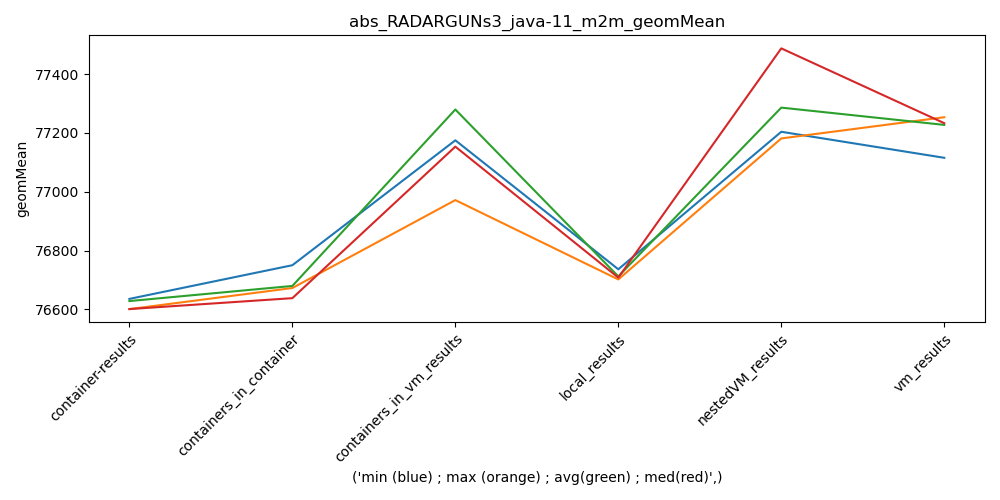 abs_RADARGUNs3_java-11_m2m_geomMean
geomMean
77400
77200
77000
76800
76600
container-results
containers_in_container
containers_in_vm_results
local_results
nestedVM_results
vm_results
('min (blue) ; max (orange) ; avg(green) ; med(red)',)